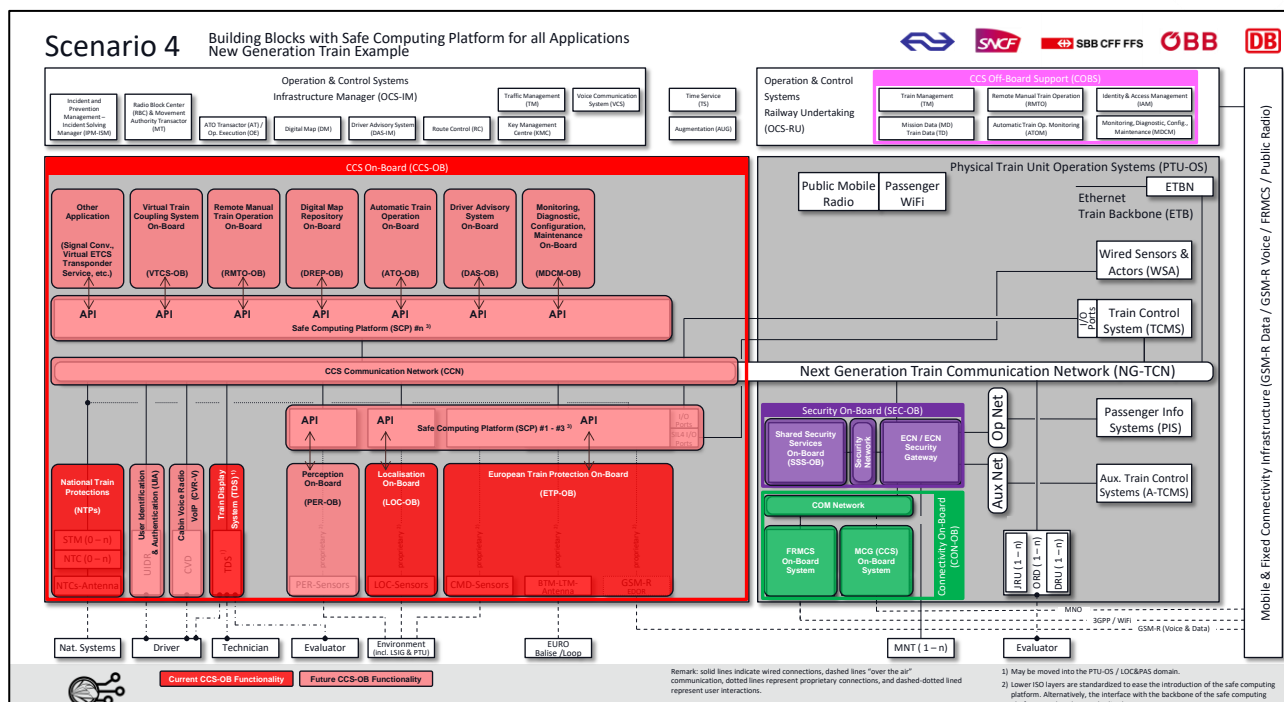 Scenario 4
Building Blocks with Safe Computing Platform for all Applications
New Generation Train Example
SNCF
SBB CFF FFS
ÖBB
DB
Operation & Control Systems
Infrastructure Manager (OCS-IM)
Incident and
Prevention
Management –
Incident Solving
Manager (IPM-ISM)
Radio Block Center
(RBC) & Movement
Authority Transactor
(MT)
ATO Transactor (AT) /
Op. Execution (OE)
Digital Map (DM)
Driver Advisory System
(DAS-IM)
Route Control (RC)
Traffic Management
(TM)
Key Management
Centre (KMC)
Voice Communication
System (VCS)
Time Service
(TS)
Augmentation (AUG)
Operation & Control
Systems
Railway Undertaking
(OCS-RU)
CCS Off-Board Support (COBS)
Train Management
(TM)
Remote Manual Train Operation
(RMTO)
Identity & Access Management
(IAM)
Mission Data (MD)
Train Data (TD)
Automatic Train Op. Monitoring
(ATOM)
Monitoring, Diagnostic, Config.,
Maintenance (MDCM)
Mobile & Fixed Connectivity Infrastructure (GSM-R Data / GSM-R Voice / FRMCS / Public Radio)
CCS On-Board (CCS-OB)
Other
Application
(Signal Conv.,
Virtual ETCS
Transponder
Service, etc.)
Virtual Train
Coupling System
On-Board
(VTCS-OB)
Remote Manual
Train Operation
On-Board
(RMTO-OB)
Digital Map
Repository
On-Board
(DREP-OB)
Automatic Train
Operation
On-Board
(ATO-OB)
Driver Advisory
System
On-Board
(DAS-OB)
Monitoring,
Diagnostic,
Configuration,
Maintenance
On-Board
(MDCM-OB)
API
API
API
API
API
API
API
Safe Computing Platform (SCP) #n 3)
CCS Communication Network (CCN)
API
API
API
Safe Computing Platform (SCP) #1 - #3 3)
I/O
Ports
SIL4 I/O
Ports
National Train
Protections
(NTPs)
STM (0 – n)
NTC (0 – n)
NTCs-Antenna
User Identification
& Authentication (UIA)
UIDR
Cabin Voice Radio
VoIP (CVR-V)
CVD
Train Display
System (TDS) 1)
TDS 1)
Perception
On-Board
(PER-OB)
proprietary 2)
PER-Sensors
Localisation
On-Board
(LOC-OB)
proprietary 2)
LOC-Sensors
European Train Protection On-Board
(ETP-OB)
proprietary 2)
CMD-Sensors
proprietary 2)
BTM-LTM-
Antenna
proprietary 2)
GSM-R
EDOR
Physical Train Unit Operation Systems (PTU-OS)
Public Mobile
Radio
Passenger
WiFi
ETBN
Ethernet
Train Backbone (ETB)
Wired Sensors &
Actors (WSA)
I/O
Ports
Train Control
System (TCMS)
Next Generation Train Communication Network (NG-TCN)
Security On-Board (SEC-OB)
Shared Security
Services
On-Board
(SSS-OB)
Security
Network
ECN / ECN
Security
Gateway
Op Net
Aux Net
Passenger Info
Systems (PIS)
Aux. Train Control
Systems (A-TCMS)
COM Network
FRMCS
On-Board
System
MCG (CCS)
On-Board
System
Connectivity On-Board
(CON-OB)
JRU (1 – n)
ORD (1 – n)
DRU (1 – n)
MNO
3GPP / WiFi
GSM-R (Voice & Data)
Nat. Systems
Driver
Technician
Evaluator
Environment
(incl. LSIG & PTU)
EURO
Balise /Loop
MNT ( 1 – n)
Evaluator
Current CCS-OB Functionality
Future CCS-OB Functionality
Remark: solid lines indicate wired connections, dashed lines "over the air"
communication, dotted lines represent proprietary connections, and dashed-dotted lined
represent user interactions.
1) May be moved into the PTU-OS / LOC&PAS domain.
2) Lower ISO layers are standardized to ease the introduction of the safe computing
platform. Alternatively, the interface with the backbone of the safe computing